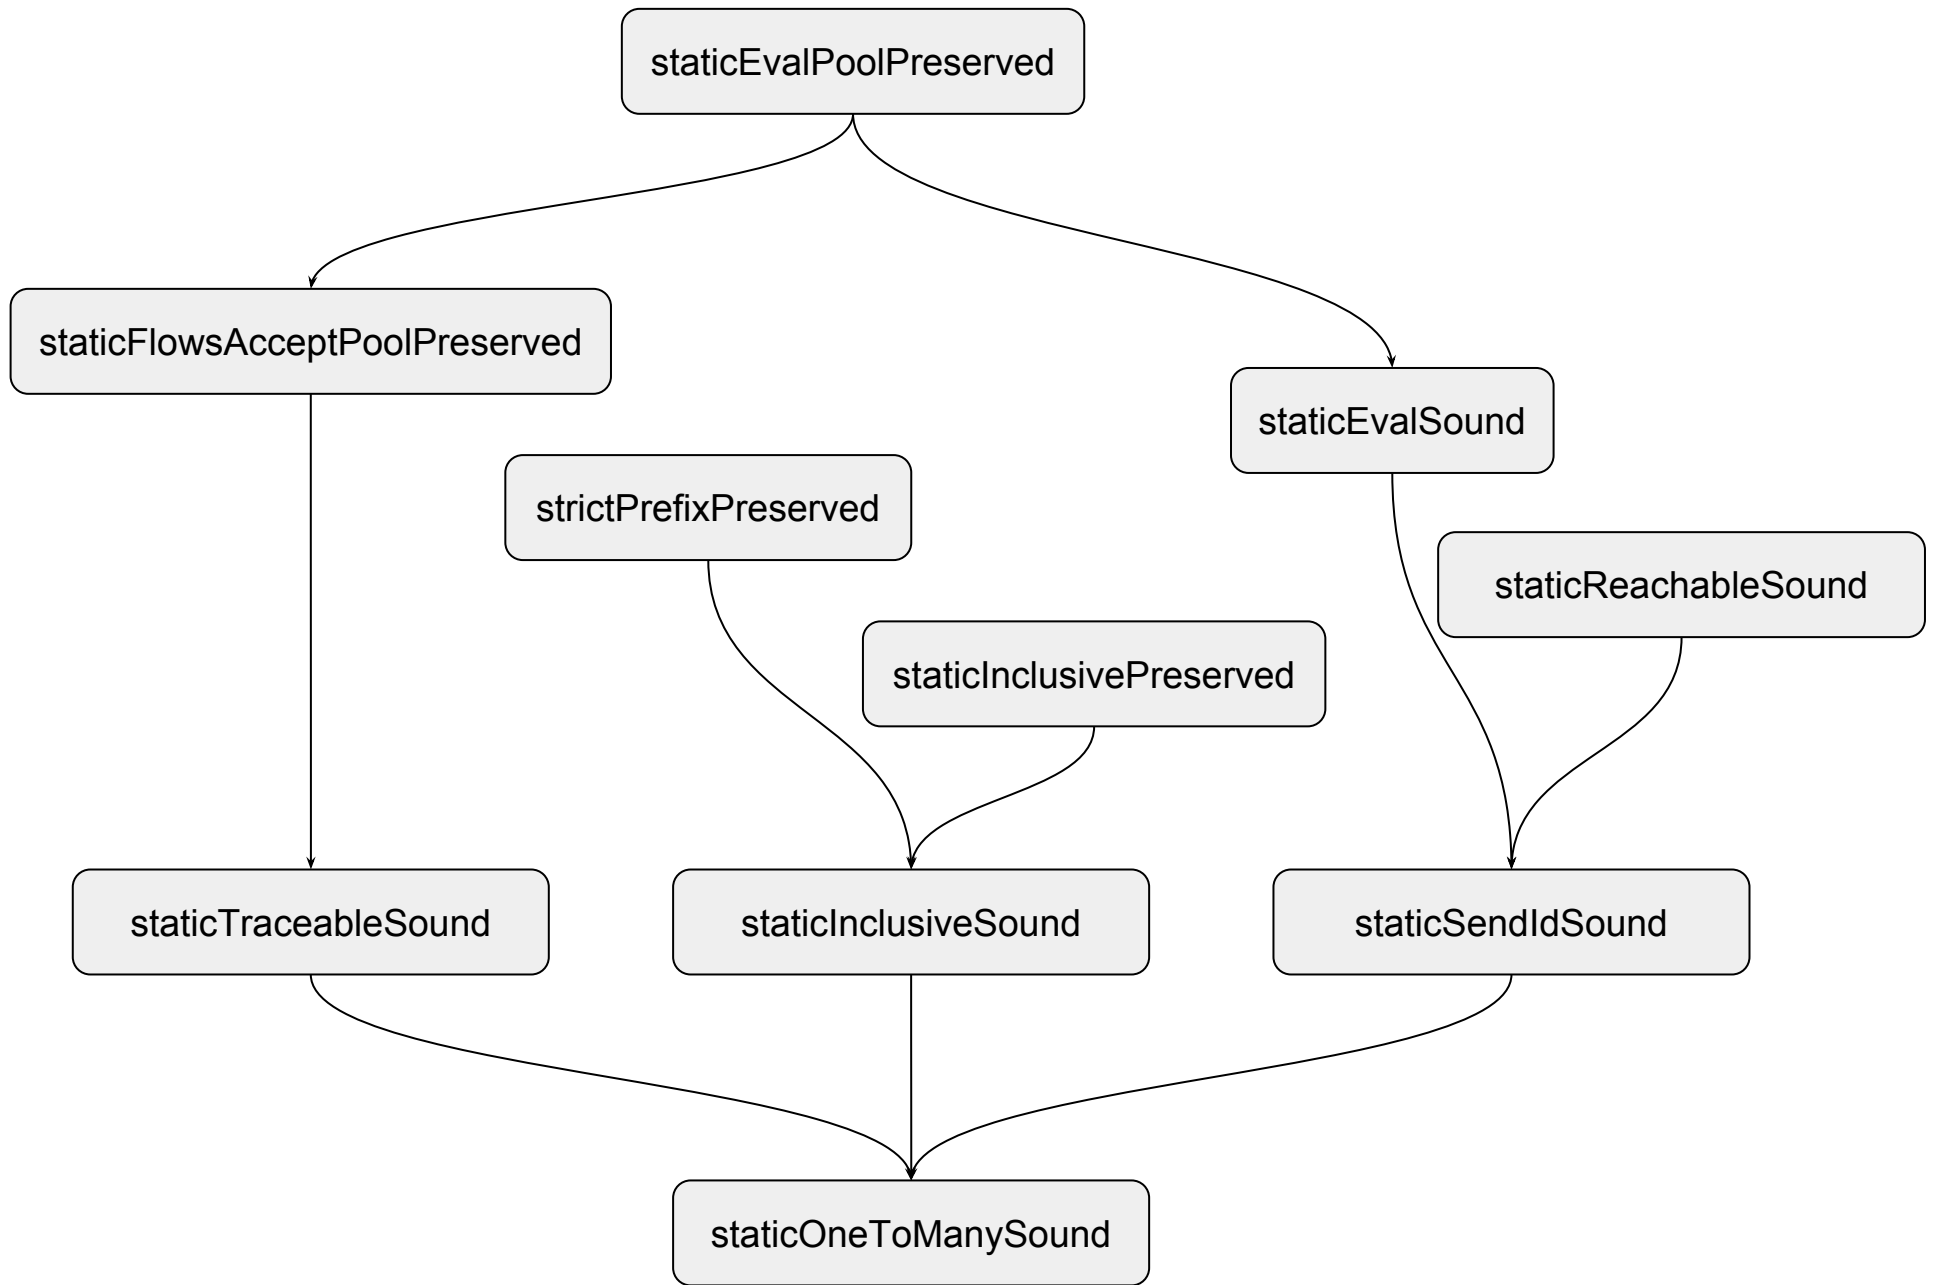 staticEvalPoolPreserved
staticFlowsAcceptPoolPreserved
staticEvalSound
strictPrefixPreserved
staticReachableSound
staticInclusivePreserved
staticTraceableSound
staticInclusiveSound
staticSendIdSound
staticOneToManySound